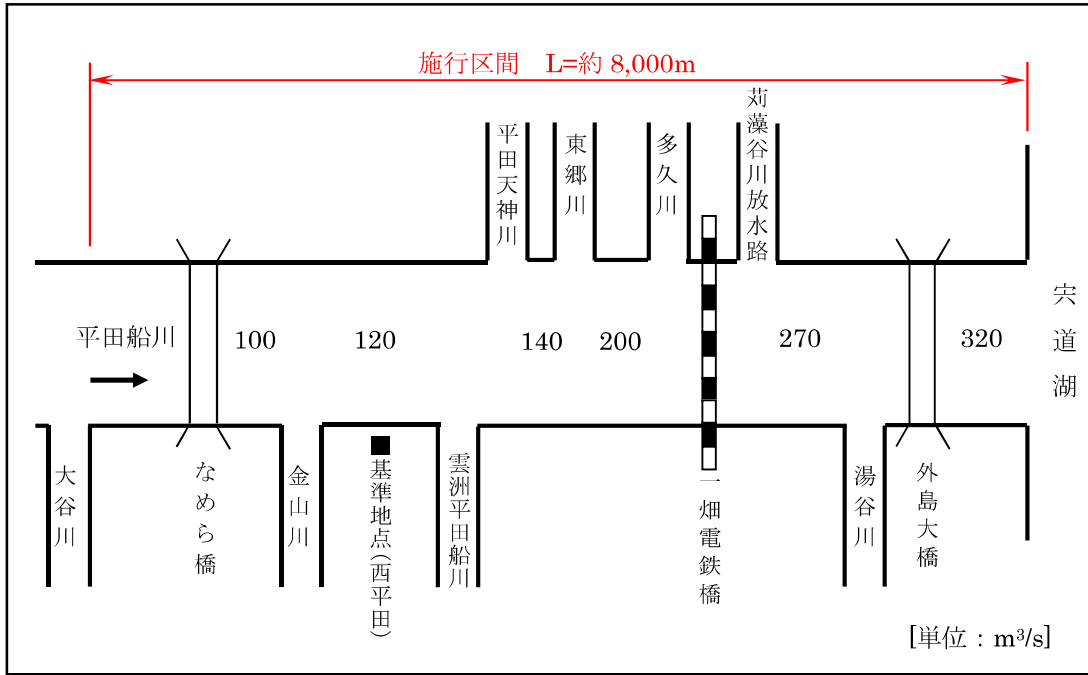 施行区間 L=約 8,000m
平田天神川
東郷川
多久川
苅藻谷川放水路
平田船川
100
120
140
200
270
320
宍道湖
大谷川
なめら橋
金山川
基準地点(西平田)
雲洲平田船川
一畑電鉄橋
湯谷川
外島大橋
[単位：m³/s]